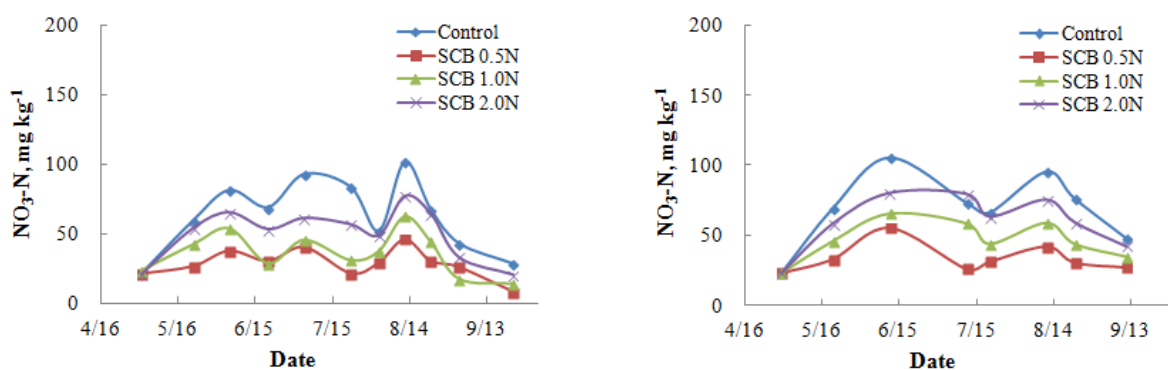 NO₃-N, mg kg⁻¹
200
150
100
50
0
Control
SCB 0.5N
SCB 1.0N
SCB 2.0N
4/16 5/16 6/15 7/15 8/14 9/13
Date
NO₃-N, mg kg⁻¹
200
150
100
50
0
Control
SCB 0.5N
SCB 1.0N
SCB 2.0N
4/16 5/16 6/15 7/15 8/14 9/13
Date